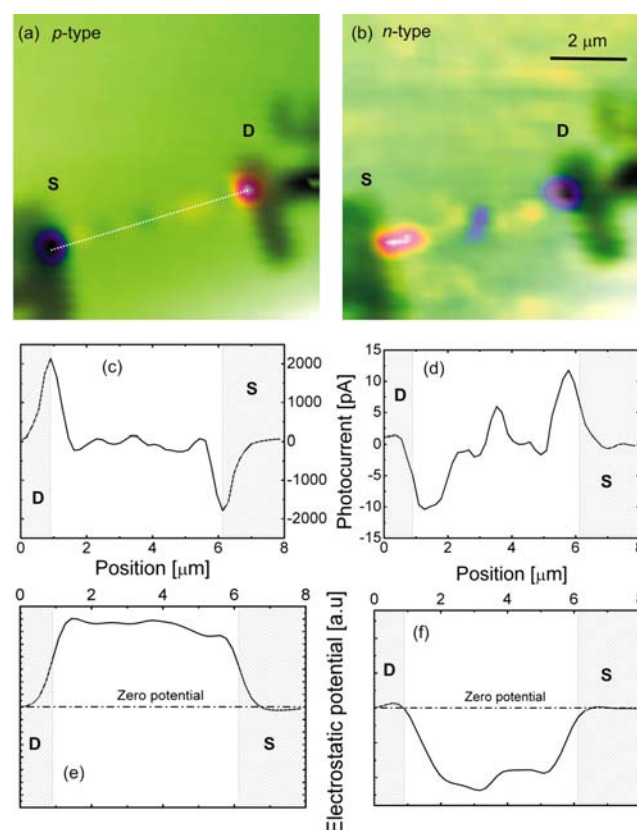 (a) p-type
D
S
(b) n-type
2 μm
D
S
(c)
D
S
2000
1000
0
-1000
-2000
0 2 4 6 8
Position [μm]
Photocurrent [pA]
15
10
5
0
-5
-10
-15
D
(d)
S
0 2 4 6 8
Position [μm]
0 2 4 6 8
Zero potential
D
S
(e)
Electrostatic potential [a.u]
0 2 4 6 8
D
(f)
S
Zero potential